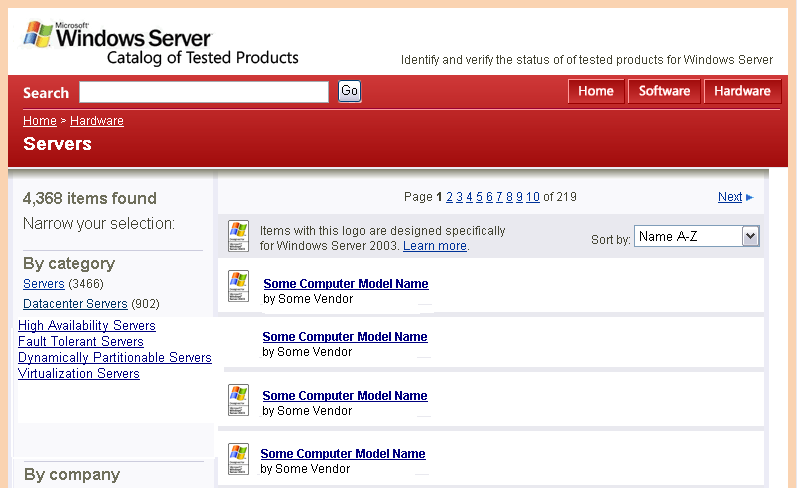 Microsoft
Windows Server
Catalog of Tested Products
Identify and verify the status of of tested products for Windows Server
Search
Go
Home
Software
Hardware
Home > Hardware
Servers
4,368 items found
Narrow your selection:
By category
Servers (3466)
Datacenter Servers (902)
High Availability Servers
Fault Tolerant Servers
Dynamically Partitionable Servers
Virtualization Servers
By company
Page 1 2 3 4 5 6 7 8 9 10 of 219
Next
Items with this logo are designed specifically
for Windows Server 2003. Learn more.
Sort by: Name A-Z
Some Computer Model Name
by Some Vendor
Some Computer Model Name
by Some Vendor
Some Computer Model Name
by Some Vendor
Some Computer Model Name
by Some Vendor